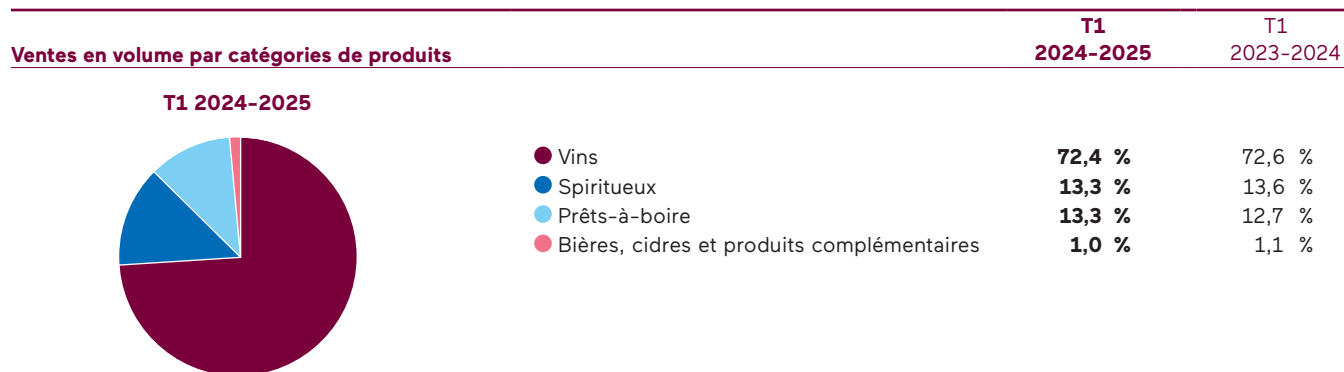 T1 T1
Ventes en volume par catégories de produits 2024-2025 2023-2024
T1 2024-2025
Vins 72,4 % 72,6 %
Spiritueux 13,3 % 13,6 %
Prêts-à-boire 13,3 % 12,7 %
Bières, cidres et produits complémentaires 1,0 % 1,1 %